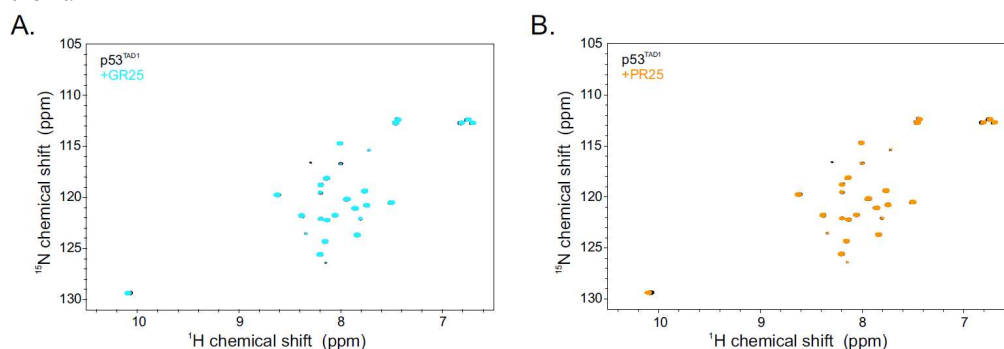 A.
p53TAD1
+GR25
105
110
115
120
125
130
15N chemical shift (ppm)
10
9
8
7
1H chemical shift (ppm)
B.
p53TAD1
+PR25
105
110
115
120
125
130
15N chemical shift (ppm)
10
9
8
7
1H chemical shift (ppm)